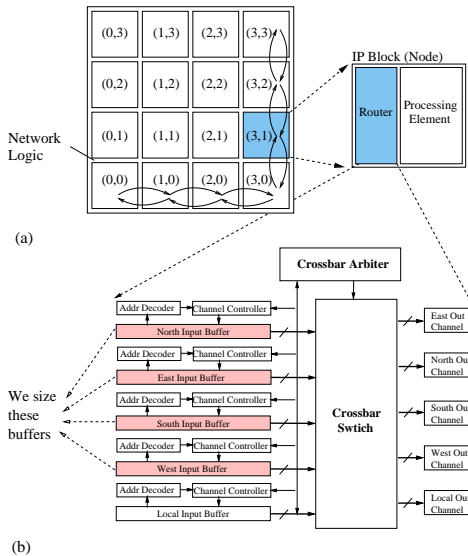 (0,3) (1,3) (2,3) (3,3)
IP Block (Node)
(0,2) (1,2) (2,2) (3,2)
Router
Processing
Element
Network
Logic
(0,1) (1,1) (2,1) (3,1)
(0,0) (1,0) (2,0) (3,0)
(a)
Crossbar Arbiter
Addr Decoder Channel Controller
North Input Buffer
Addr Decoder Channel Controller
East Input Buffer
Addr Decoder Channel Controller
South Input Buffer
Addr Decoder Channel Controller
West Input Buffer
Addr Decoder Channel Controller
Local Input Buffer
We size
these
buffers
Crossbar
Swtich
East Out
Channel
North Out
Channel
South Out
Channel
West Out
Channel
Local Out
Channel
(b)